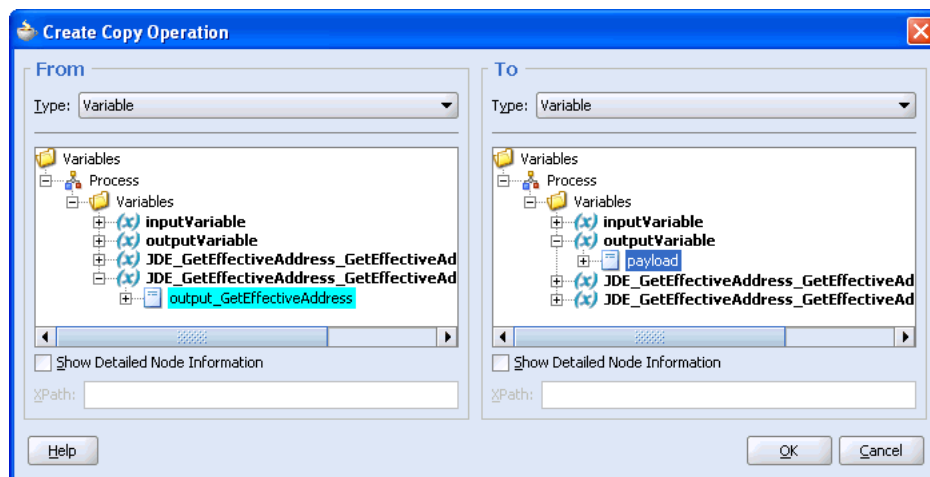 Create Copy Operation
From
Type: Variable
Variables
Process
Variables
(x) inputVariable
(x) outputVariable
(x) JDE_GetEffectiveAddress_GetEffectiveAd
(x) JDE_GetEffectiveAddress_GetEffectiveAd
output_GetEffectiveAddress
Show Detailed Node Information
XPath:
To
Type: Variable
Variables
Process
Variables
(x) inputVariable
(x) outputVariable
payload
(x) JDE_GetEffectiveAddress_GetEffectiveAd
(x) JDE_GetEffectiveAddress_GetEffectiveAd
Show Detailed Node Information
XPath:
Help
OK
Cancel